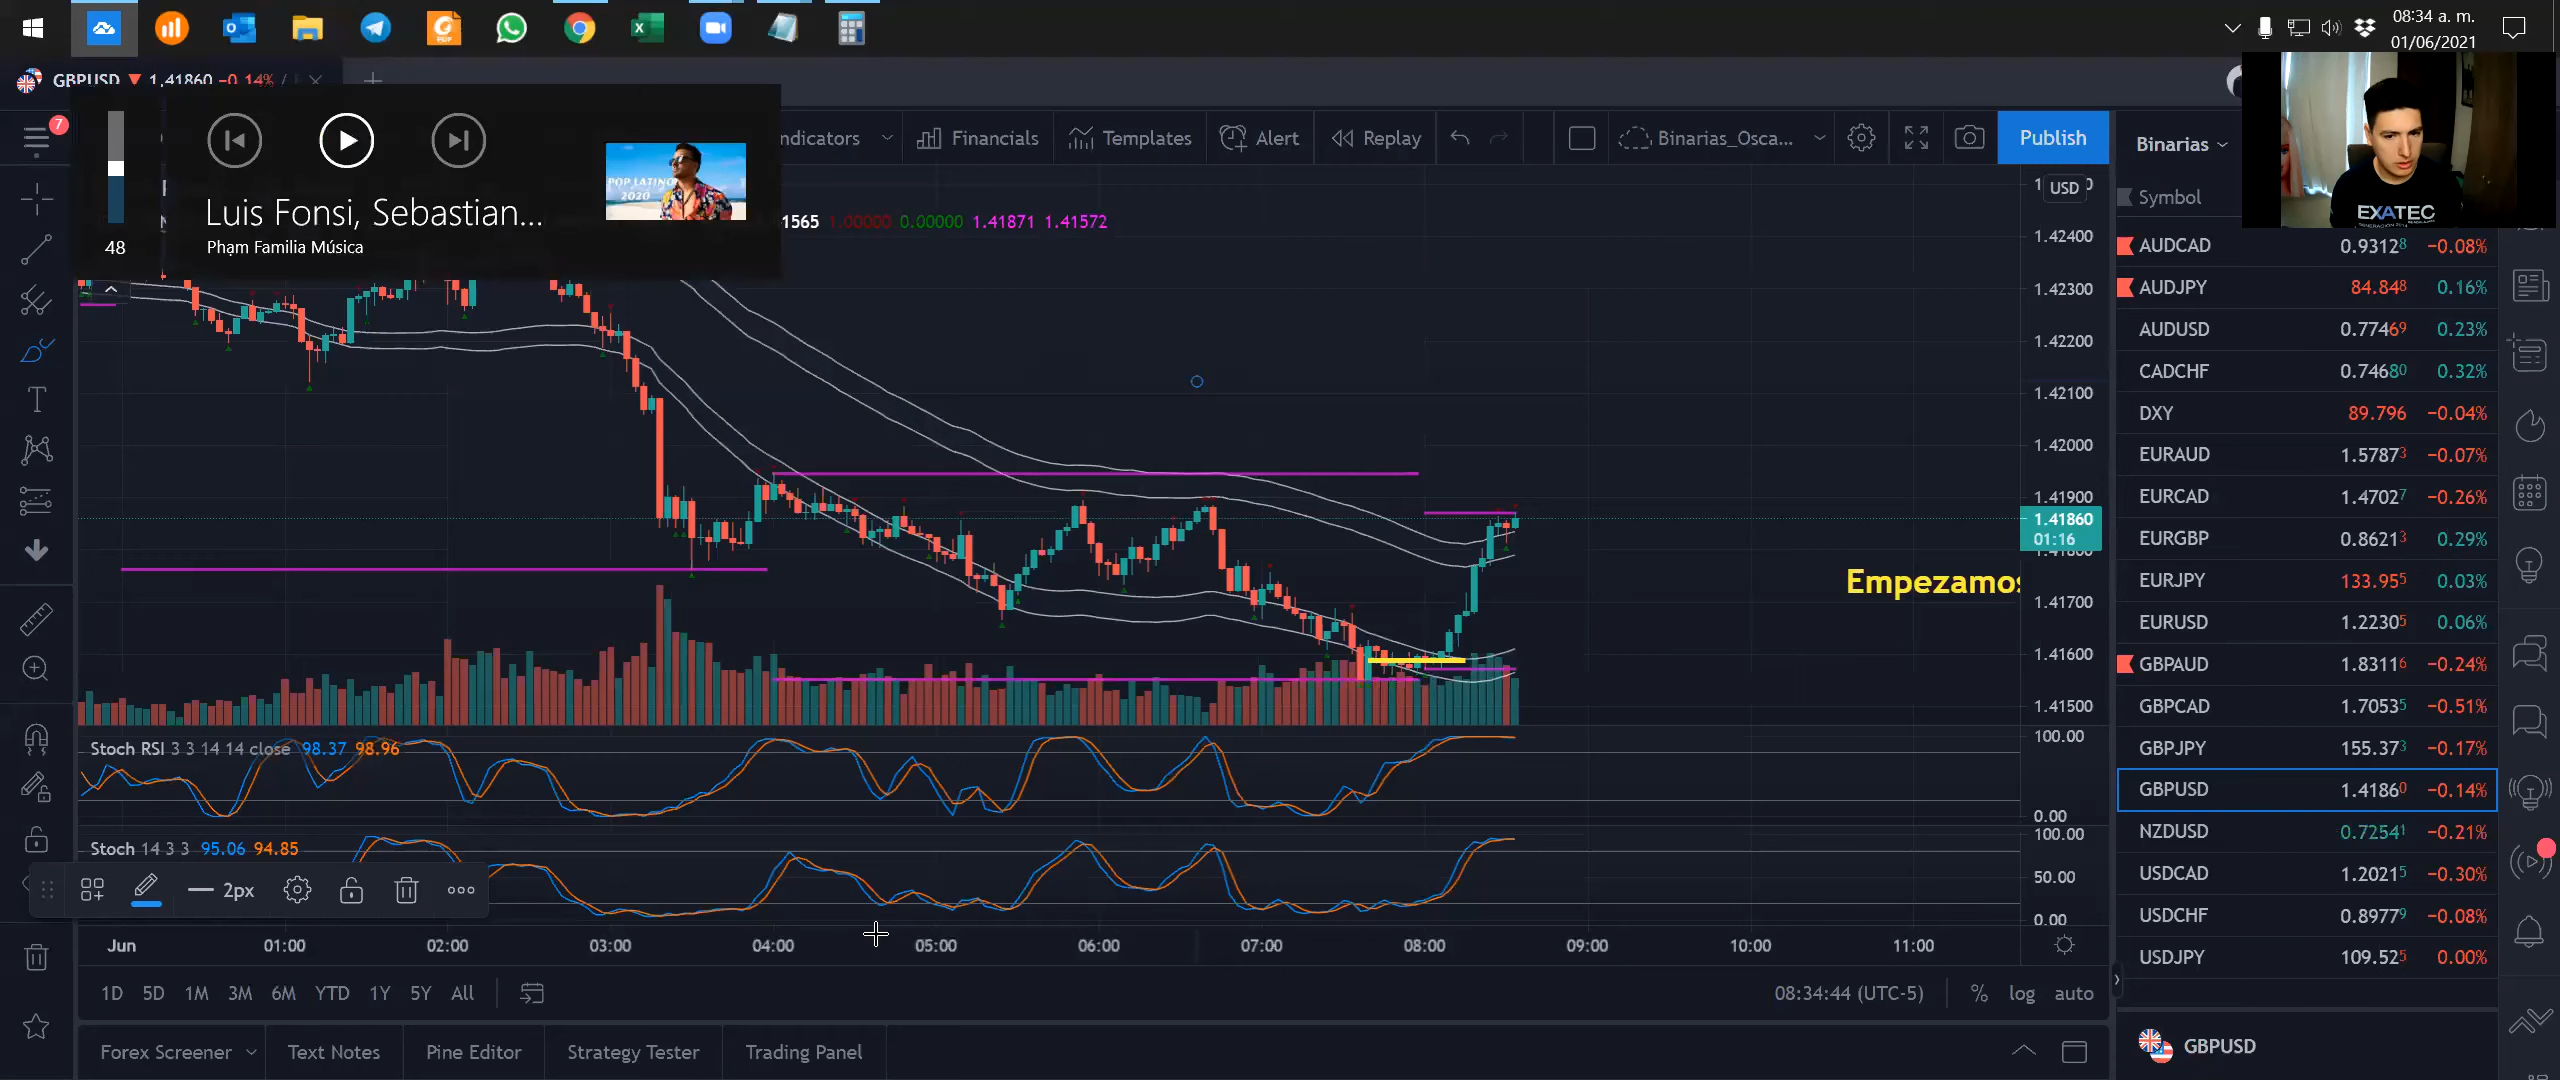 08:34 a. m.
01/06/2021
GBPUSD ▼ 1.41860 −0.14% /
7
Indicators
Financials
Templates
Alert
Replay
Binarias_Osca...
Publish
Binarias
48
Luis Fonsi, Sebastian...
Phạm Familia Música
POP LATINO
2020
1565 1.00000 0.00000 1.41871 1.41572
USD
1.42400
1.42300
1.42200
1.42100
1.42000
1.41900
1.41860
01:16
1.41800
1.41700
1.41600
1.41500
Empezamos
EXATEC
Symbol
AUDCAD 0.93128 −0.08%
AUDJPY 84.848 0.16%
AUDUSD 0.77469 0.23%
CADCHF 0.74680 0.32%
DXY 89.796 −0.04%
EURAUD 1.57873 −0.07%
EURCAD 1.47027 −0.26%
EURGBP 0.86213 0.29%
EURJPY 133.955 0.03%
EURUSD 1.22305 0.06%
GBPAUD 1.83116 −0.24%
GBPCAD 1.70535 −0.51%
GBPJPY 155.373 −0.17%
GBPUSD 1.41860 −0.14%
NZDUSD 0.72541 −0.21%
USDCAD 1.20215 −0.30%
USDCHF 0.89779 −0.08%
USDJPY 109.525 0.00%
GBPUSD
Stoch RSI 3 3 14 14 close 98.37 98.96
100.00
0.00
Stoch 14 3 3 95.06 94.85
100.00
50.00
0.00
2px
Jun 01:00 02:00 03:00 04:00 05:00 06:00 07:00 08:00 09:00 10:00 11:00
1D 5D 1M 3M 6M YTD 1Y 5Y All
08:34:44 (UTC-5) % log auto
Forex Screener Text Notes Pine Editor Strategy Tester Trading Panel